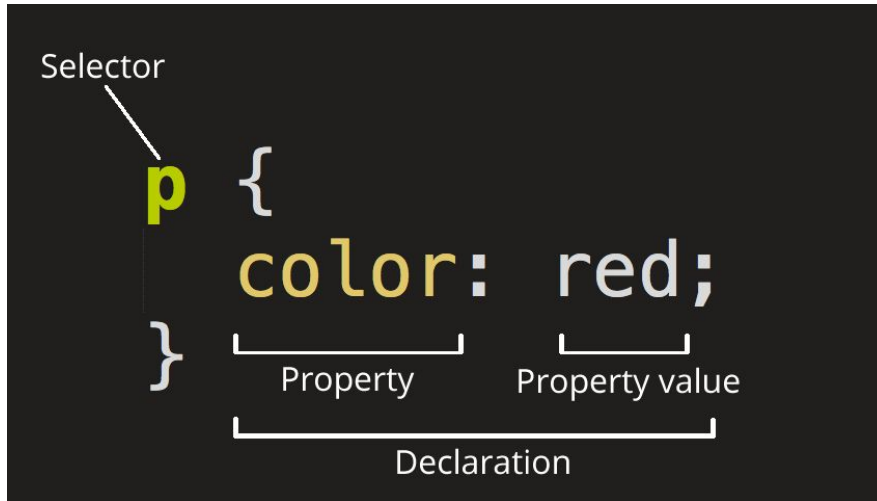 Selector
p {
color: red;
}
Property Property value
Declaration